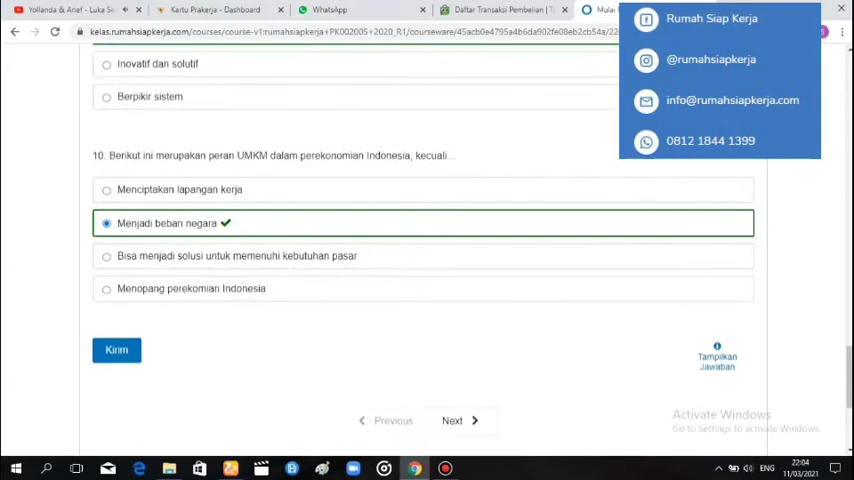 Yollanda & Arief - Luka Se
Kartu Prakerja - Dashboard
WhatsApp
Daftar Transaksi Pembelian | T
Mulai
kelas.rumahsiapkerja.com/courses/course-v1:rumahsiapkerja+PK002005+2020_R1/courseware/45acb0e4795a4b6da902fe08eb2cb54a/22
Rumah Siap Kerja
@rumahsiapkerja
info@rumahsiapkerja.com
0812 1844 1399
Inovatif dan solutif
Berpikir sistem
10. Berikut ini merupakan peran UMKM dalam perekonomian Indonesia, kecuali...
Menciptakan lapangan kerja
Menjadi beban negara
Bisa menjadi solusi untuk memenuhi kebutuhan pasar
Menopang perekomian Indonesia
Kirim
Tampilkan
Jawaban
Previous
Next
Activate Windows
Go to Settings to activate Windows.
ENG
22:04
11/03/2021